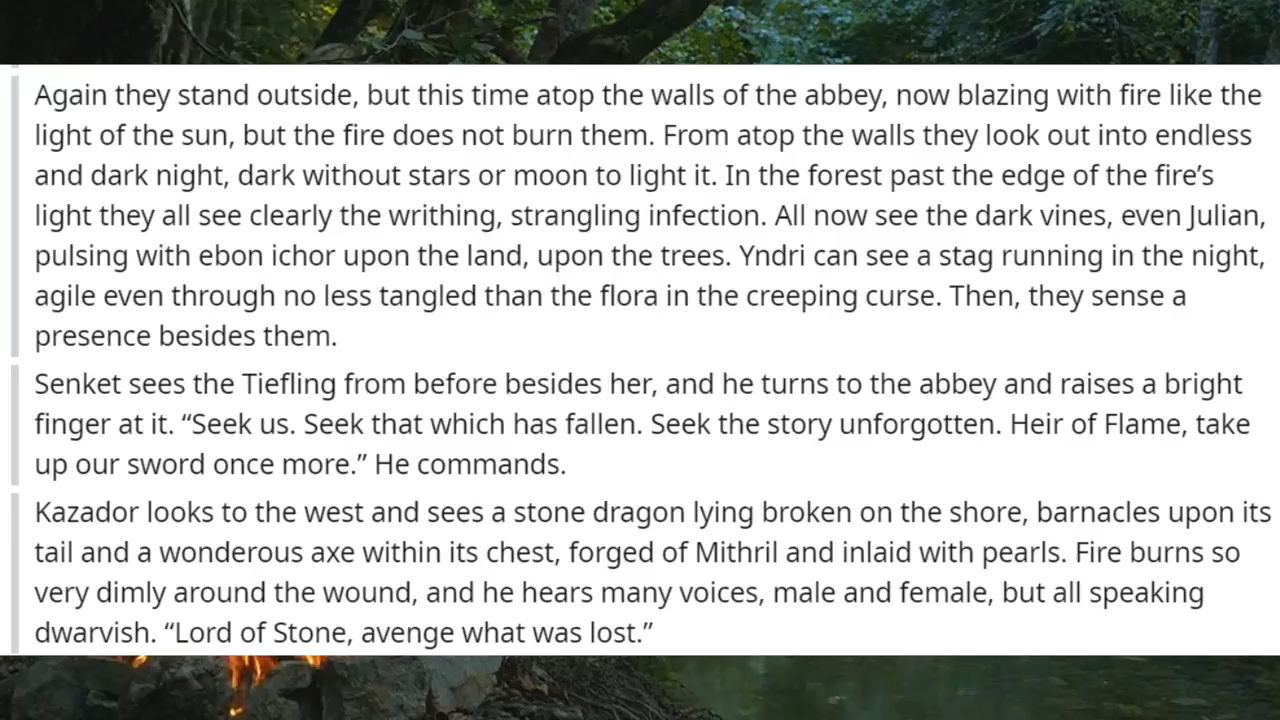 Again they stand outside, but this time atop the walls of the abbey, now blazing with fire like the
light of the sun, but the fire does not burn them. From atop the walls they look out into endless
and dark night, dark without stars or moon to light it. In the forest past the edge of the fire’s
light they all see clearly the writhing, strangling infection. All now see the dark vines, even Julian,
pulsing with ebon ichor upon the land, upon the trees. Yndri can see a stag running in the night,
agile even through no less tangled than the flora in the creeping curse. Then, they sense a
presence besides them.
Senket sees the Tiefling from before besides her, and he turns to the abbey and raises a bright
finger at it. “Seek us. Seek that which has fallen. Seek the story unforgotten. Heir of Flame, take
up our sword once more.” He commands.
Kazador looks to the west and sees a stone dragon lying broken on the shore, barnacles upon its
tail and a wonderous axe within its chest, forged of Mithril and inlaid with pearls. Fire burns so
very dimly around the wound, and he hears many voices, male and female, but all speaking
dwarvish. “Lord of Stone, avenge what was lost.”